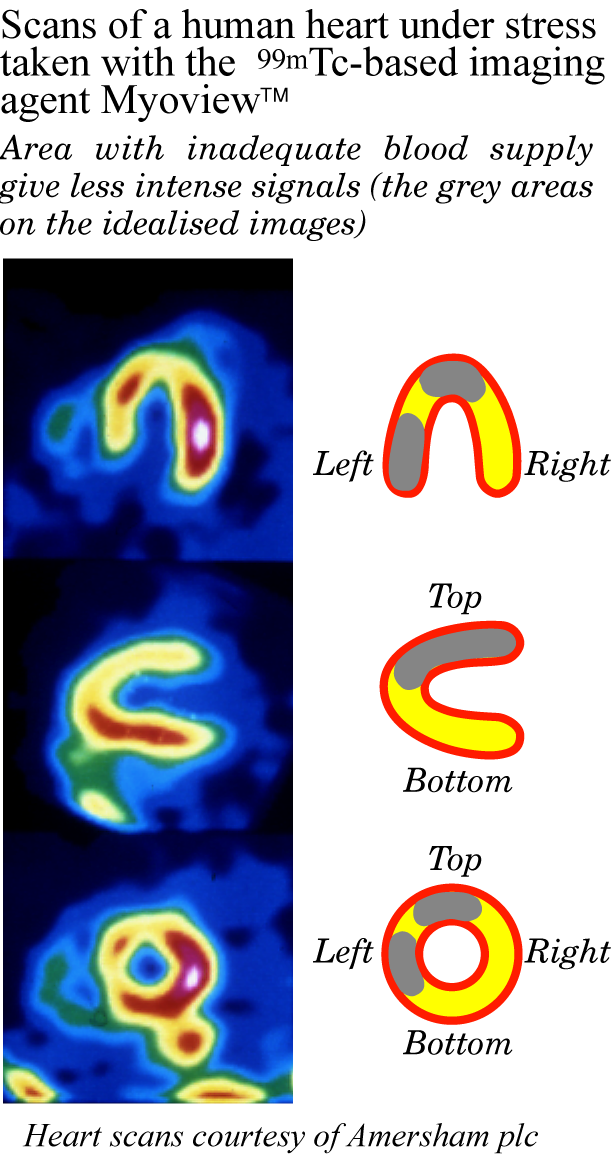 Scans of a human heart under stress
taken with the 99mTc-based imaging
agent Myoview™
Area with inadequate blood supply
give less intense signals (the grey areas
on the idealised images)
Left Right
Top
Bottom
Top
Left Right
Bottom
Heart scans courtesy of Amersham plc